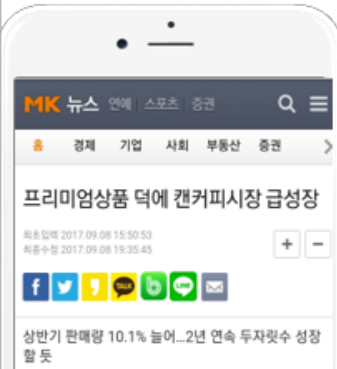 MK 뉴스 연예 스포츠 증권
홈 경제 기업 사회 부동산 증권
프리미엄상품 덕에 캔커피시장 급성장
최초입력 2017.09.08 15:50:53
최종수정 2017.09.08 19:35:45
TALK
LINE
상반기 판매량 10.1% 늘어...2년 연속 두자릿수 성장
할 듯